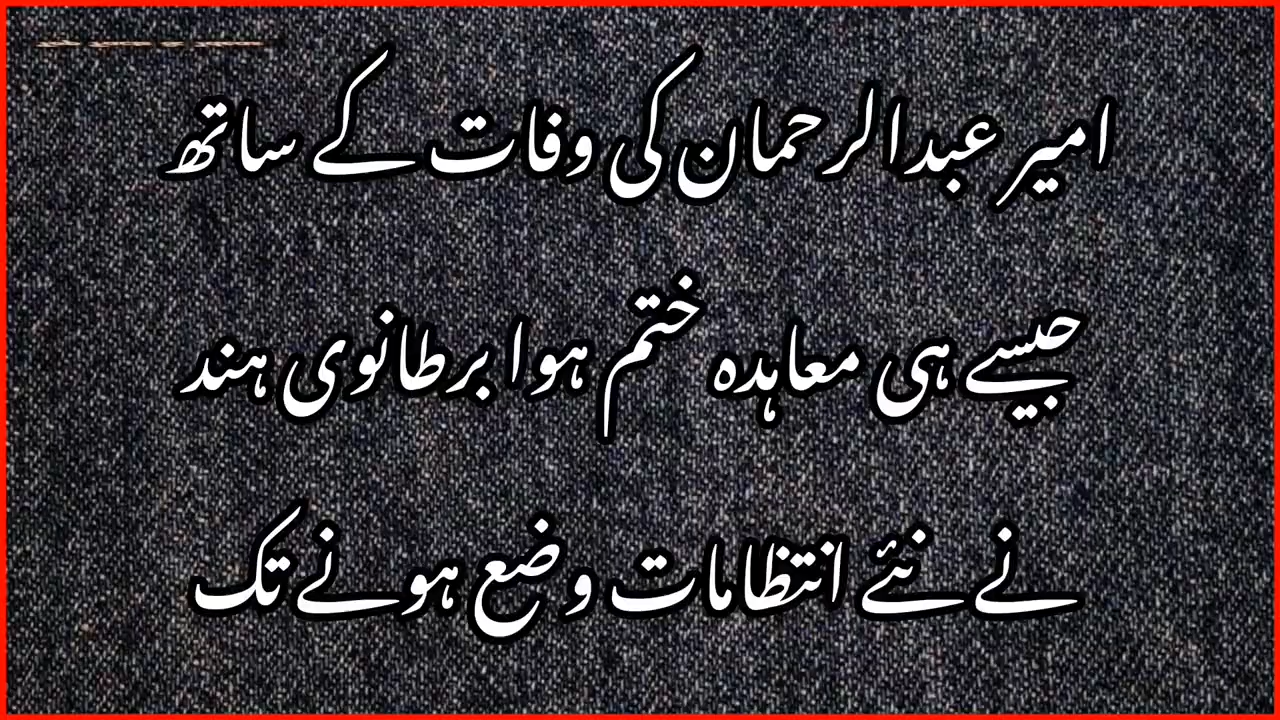 امیر عبدالرحمان کی وفات کے ساتھ
جیسے ہی معاہدہ ختم ہوا برطانوی ہند
نے نئے انتظامات وضع ہونے تک